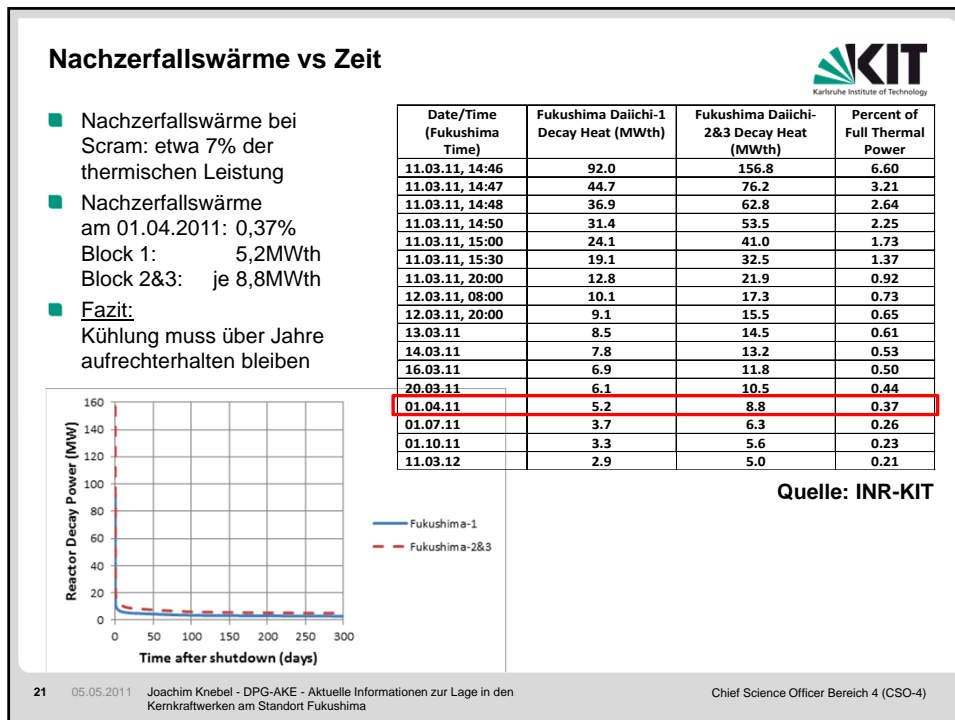 Nachzerfallswärme vs Zeit
KIT
Karlsruhe Institute of Technology
Nachzerfallswärme bei
Scram: etwa 7% der
thermischen Leistung
Nachzerfallswärme
am 01.04.2011: 0,37%
Block 1: 5,2MWth
Block 2&3: je 8,8MWth
Fazit:
Kühlung muss über Jahre
aufrechterhalten bleiben
Date/Time (Fukushima Time) Fukushima Daiichi-1 Decay Heat (MWth) Fukushima Daiichi-2&3 Decay Heat (MWth) Percent of Full Thermal Power
11.03.11, 14:46 92.0 156.8 6.60
11.03.11, 14:47 44.7 76.2 3.21
11.03.11, 14:48 36.9 62.8 2.64
11.03.11, 14:50 31.4 53.5 2.25
11.03.11, 15:00 24.1 41.0 1.73
11.03.11, 15:30 19.1 32.5 1.37
11.03.11, 20:00 12.8 21.9 0.92
12.03.11, 08:00 10.1 17.3 0.73
12.03.11, 20:00 9.1 15.5 0.65
13.03.11 8.5 14.5 0.61
14.03.11 7.8 13.2 0.53
16.03.11 6.9 11.8 0.50
20.03.11 6.1 10.5 0.44
01.04.11 5.2 8.8 0.37
01.07.11 3.7 6.3 0.26
01.10.11 3.3 5.6 0.23
11.03.12 2.9 5.0 0.21
Quelle: INR-KIT
Reactor Decay Power (MW)
160
140
120
100
80
60
40
20
0
0 50 100 150 200 250 300
Time after shutdown (days)
Fukushima-1
Fukushima-2&3
21 05.05.2011 Joachim Knebel - DPG-AKE - Aktuelle Informationen zur Lage in den
Kernkraftwerken am Standort Fukushima
Chief Science Officer Bereich 4 (CSO-4)